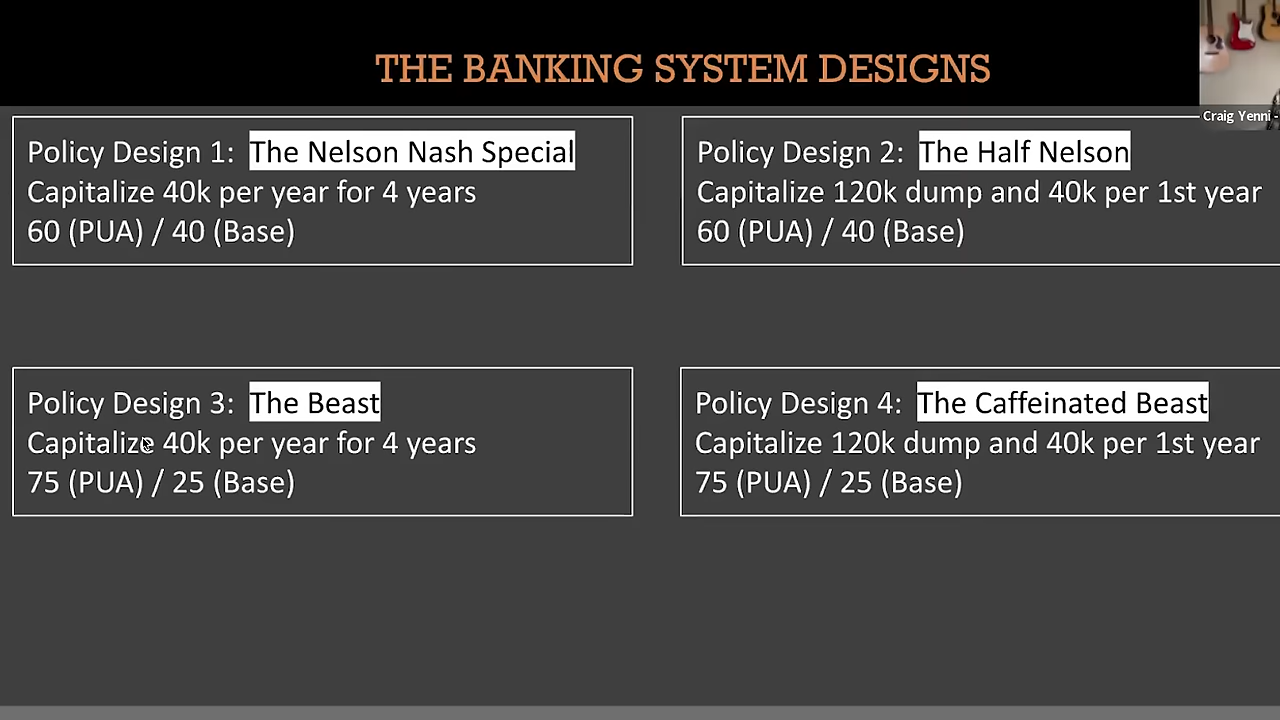 THE BANKING SYSTEM DESIGNS
Craig Yenni -
Policy Design 1: The Nelson Nash Special
Capitalize 40k per year for 4 years
60 (PUA) / 40 (Base)
Policy Design 2: The Half Nelson
Capitalize 120k dump and 40k per 1st year
60 (PUA) / 40 (Base)
Policy Design 3: The Beast
Capitalize 40k per year for 4 years
75 (PUA) / 25 (Base)
Policy Design 4: The Caffeinated Beast
Capitalize 120k dump and 40k per 1st year
75 (PUA) / 25 (Base)